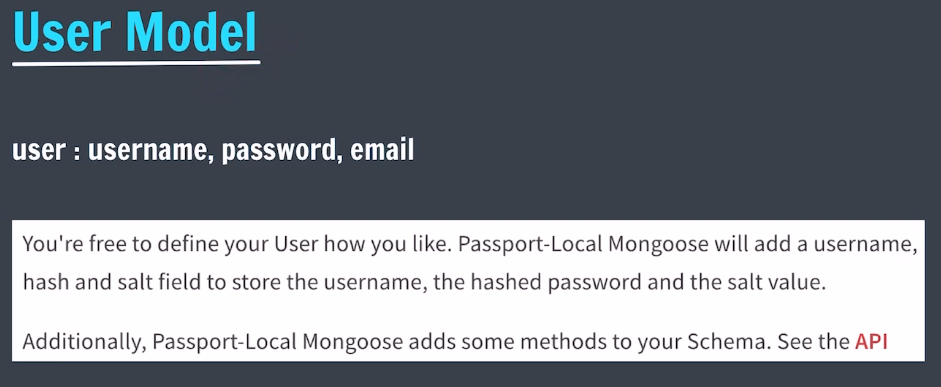 User Model
user : username, password, email
You're free to define your User how you like. Passport-Local Mongoose will add a username,
hash and salt field to store the username, the hashed password and the salt value.
Additionally, Passport-Local Mongoose adds some methods to your Schema. See the API